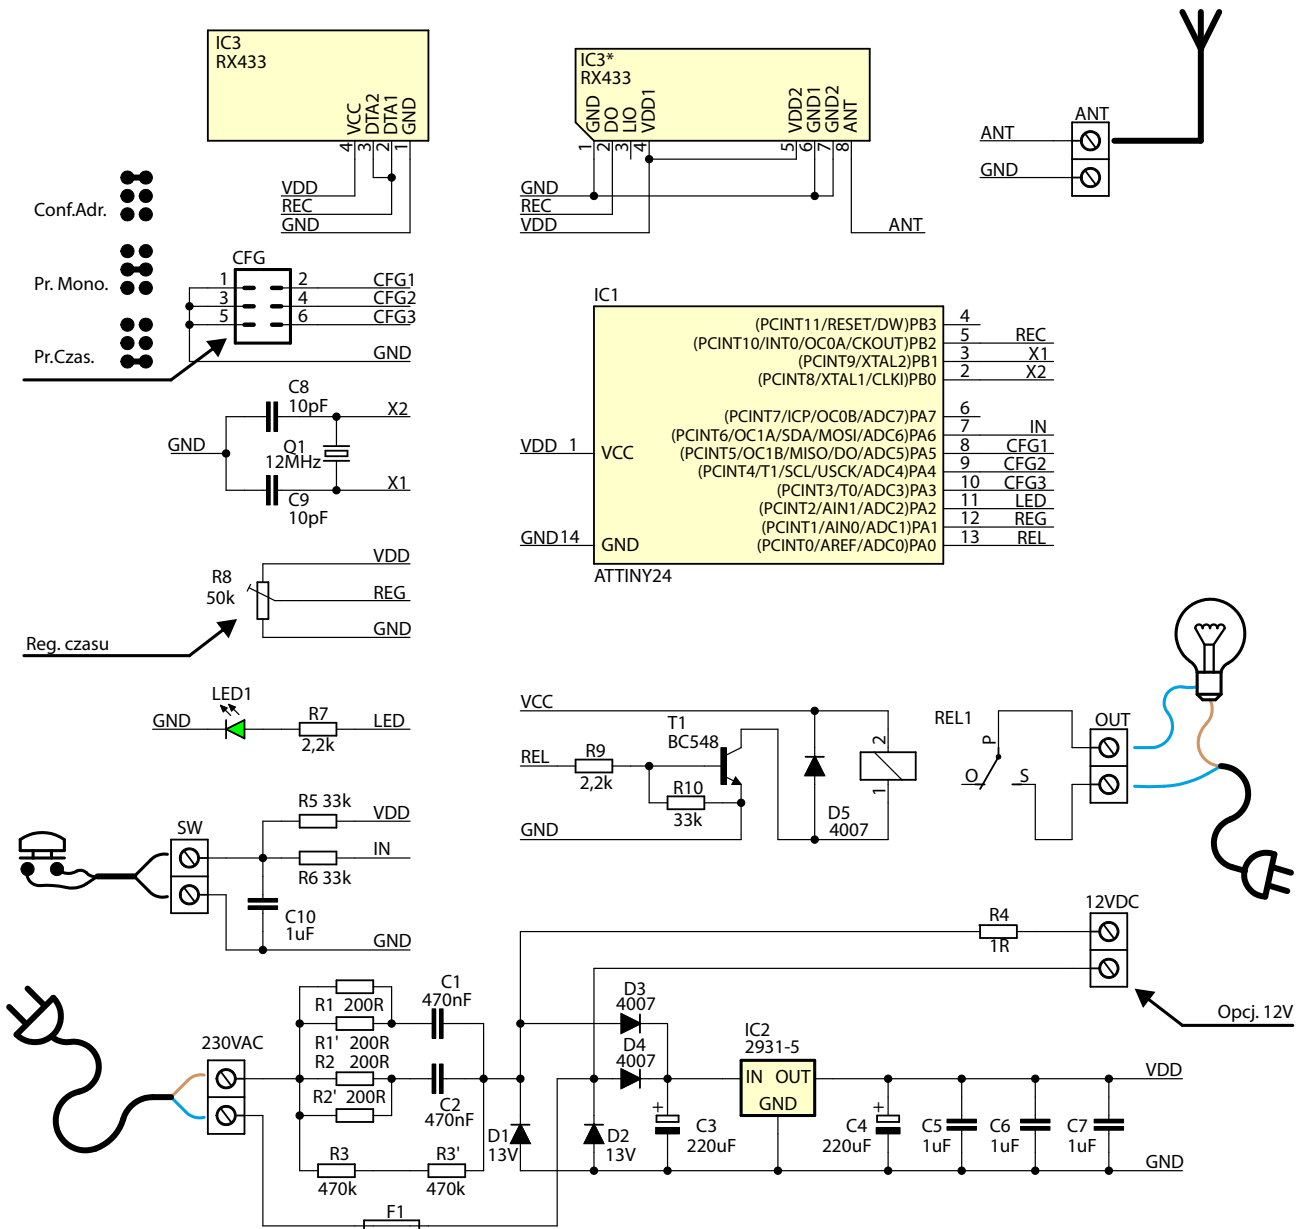 IC3
RX433
VCC
DTA2
DTA1
GND
4
3
2
1
VDD
REC
GND
IC3*
RX433
GND
DO
LIO
VDD1
VDD2
GND1
GND2
ANT
1
2
3
4
5
6
7
8
GND
REC
VDD
ANT
ANT
ANT
GND
Conf.Adr.
Pr. Mono.
Pr.Czas.
CFG
1 2 CFG1
3 4 CFG2
5 6 CFG3
GND
C8
10pF
X2
GND
Q1
12MHz
X1
C9
10pF
IC1
(PCINT11/RESET/DW)PB3 4
(PCINT10/INT0/OC0A/CKOUT)PB2 5 REC
(PCINT9/XTAL2)PB1 3 X1
(PCINT8/XTAL1/CLKI)PB0 2 X2
(PCINT7/ICP/OC0B/ADC7)PA7 6
(PCINT6/OC1A/SDA/MOSI/ADC6)PA6 7 IN
VDD 1 VCC
(PCINT5/OC1B/MISO/DO/ADC5)PA5 8 CFG1
(PCINT4/T1/SCL/USCK/ADC4)PA4 9 CFG2
(PCINT3/T0/ADC3)PA3 10 CFG3
(PCINT2/AIN1/ADC2)PA2 11 LED
(PCINT1/AIN0/ADC1)PA1 12 REG
GND 14 GND
(PCINT0/AREF/ADC0)PA0 13 REL
ATTINY24
VDD
R8
50k
REG
GND
Reg. czasu
LED1
GND
R7
2,2k
LED
VCC
T1
BC548
REL
R9
2,2k
R10
33k
GND
D5
4007
2
1
REL1
P
O
S
OUT
R5 33k
VDD
SW
IN
R6 33k
C10
1uF
GND
R4
1R
12VDC
Opcj. 12V
230VAC
R1 200R
R1' 200R
R2 200R
R2' 200R
C1
470nF
C2
470nF
R3
470k
R3'
470k
F1
D3
4007
D4
4007
D1
13V
D2
13V
+
C3
220uF
IC2
2931-5
IN OUT
GND
+
C4
220uF
C5
1uF
C6
1uF
C7
1uF
VDD
GND